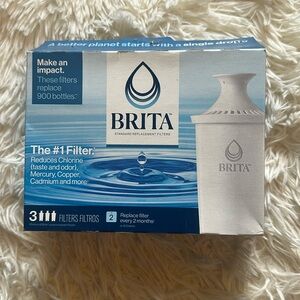 A better planet starts with a single drop
Make an
impact.
These filters
replace
900 bottles.
BRITA
STANDARD REPLACEMENT FILTERS
The #1 Filter.
Reduces Chlorine
(taste and odor),
Mercury, Copper,
Cadmium and more
BRITA
3 FILTERS FILTROS
2
Replace filter
every 2 months